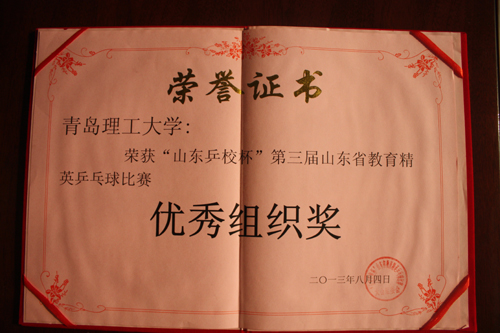 荣誉证书
青岛理工大学:
荣获“山东乒校杯”第三届山东省教育精
英乒乓球比赛
优秀组织奖
二〇一三年八月四日